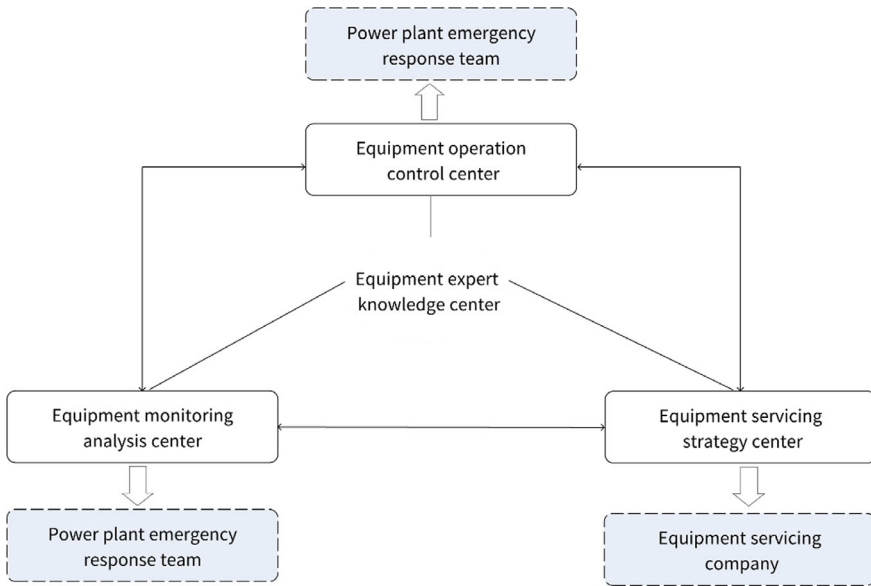 Power plant emergency
response team
Equipment operation
control center
Equipment expert
knowledge center
Equipment monitoring
analysis center
Equipment servicing
strategy center
Power plant emergency
response team
Equipment servicing
company